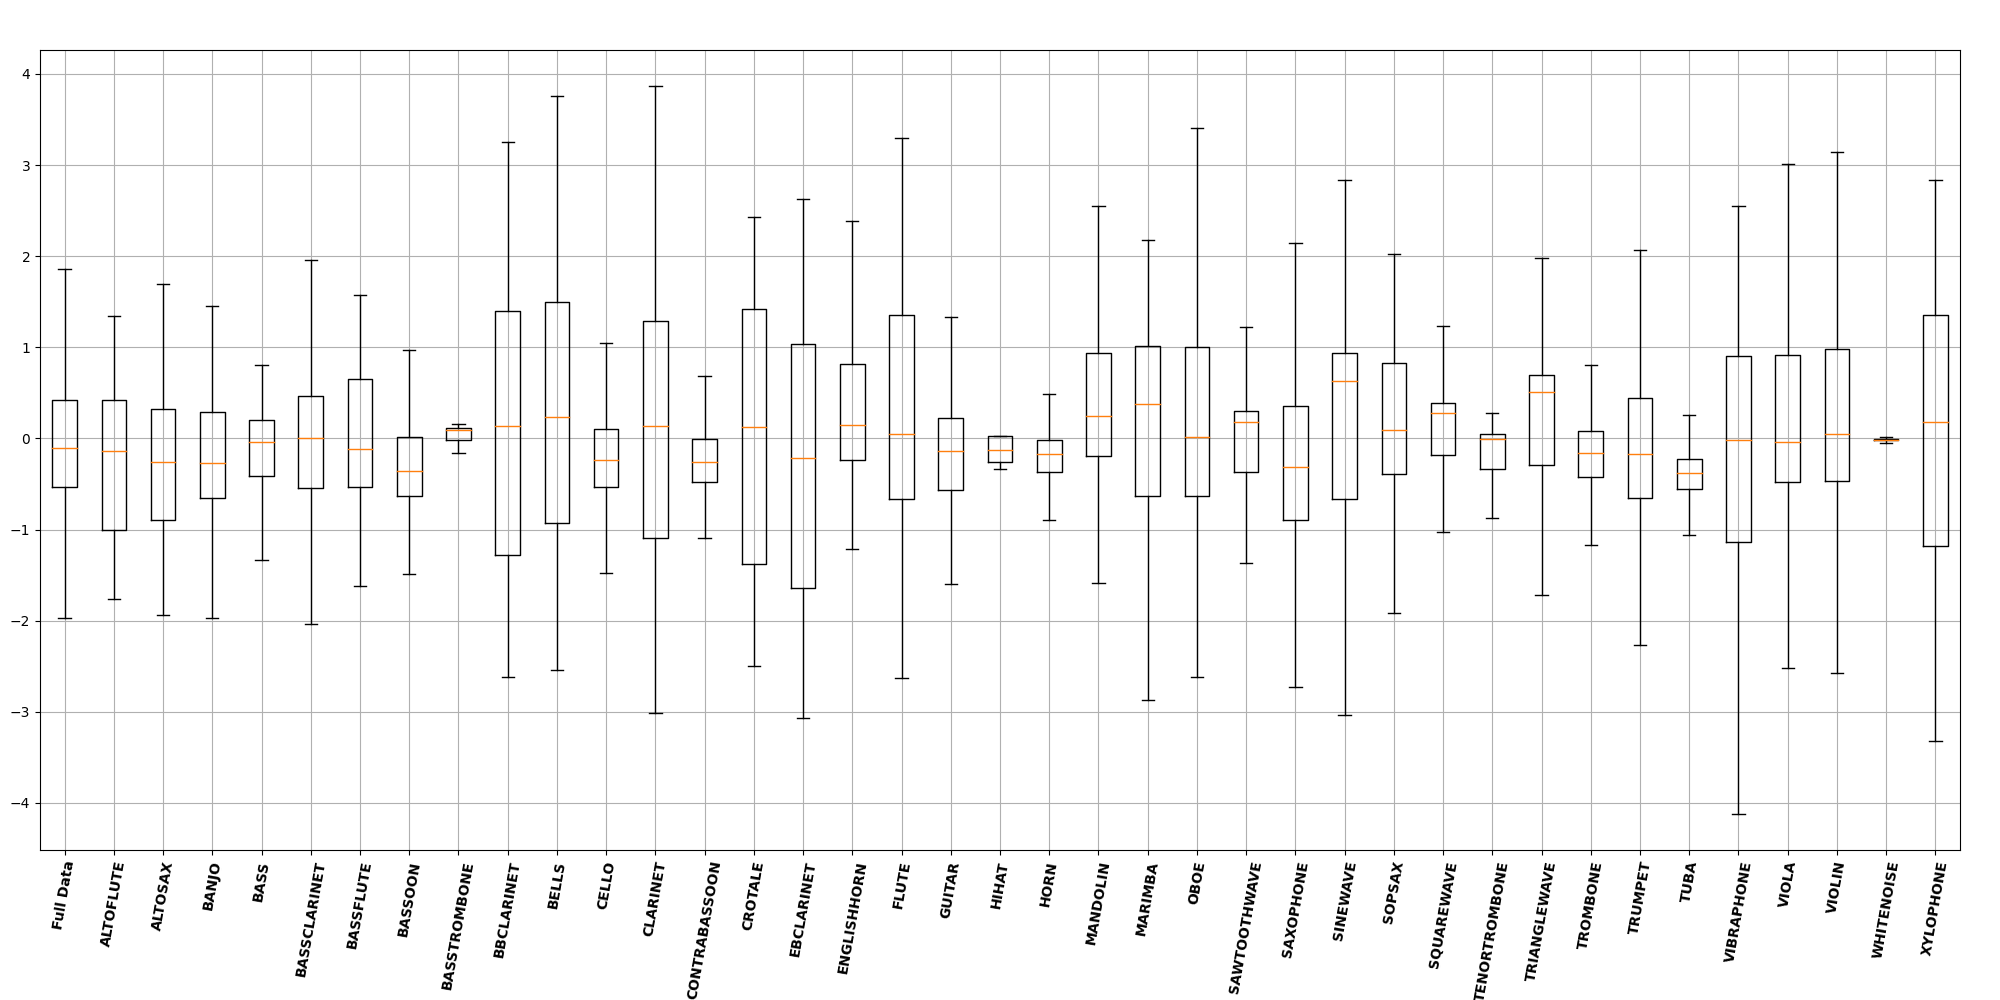 4
3
2
1
0
−1
−2
−3
−4
Full Data
ALTOFLUTE
ALTOSAX
BANJO
BASS
BASSCLARINET
BASSFLUTE
BASSOON
BASSTROMBONE
BBCLARINET
BELLS
CELLO
CLARINET
CONTRABASSOON
CROTALE
EBCLARINET
ENGLISHHORN
FLUTE
GUITAR
HIHAT
HORN
MANDOLIN
MARIMBA
OBOE
SAWTOOTHWAVE
SAXOPHONE
SINEWAVE
SOPSAX
SQUAREWAVE
TENORTROMBONE
TRIANGLEWAVE
TROMBONE
TRUMPET
TUBA
VIBRAPHONE
VIOLA
VIOLIN
WHITENOISE
XYLOPHONE